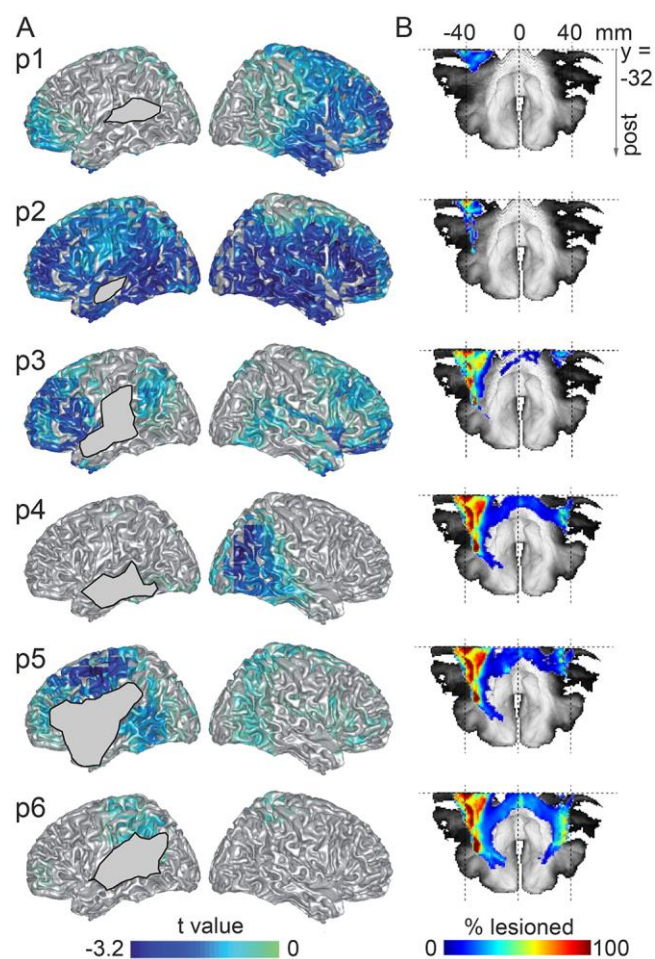 A
B
-40 0 40 mm
y =
-32
post
p1
p2
p3
p4
p5
p6
t value
-3.2 0
% lesioned
0 100